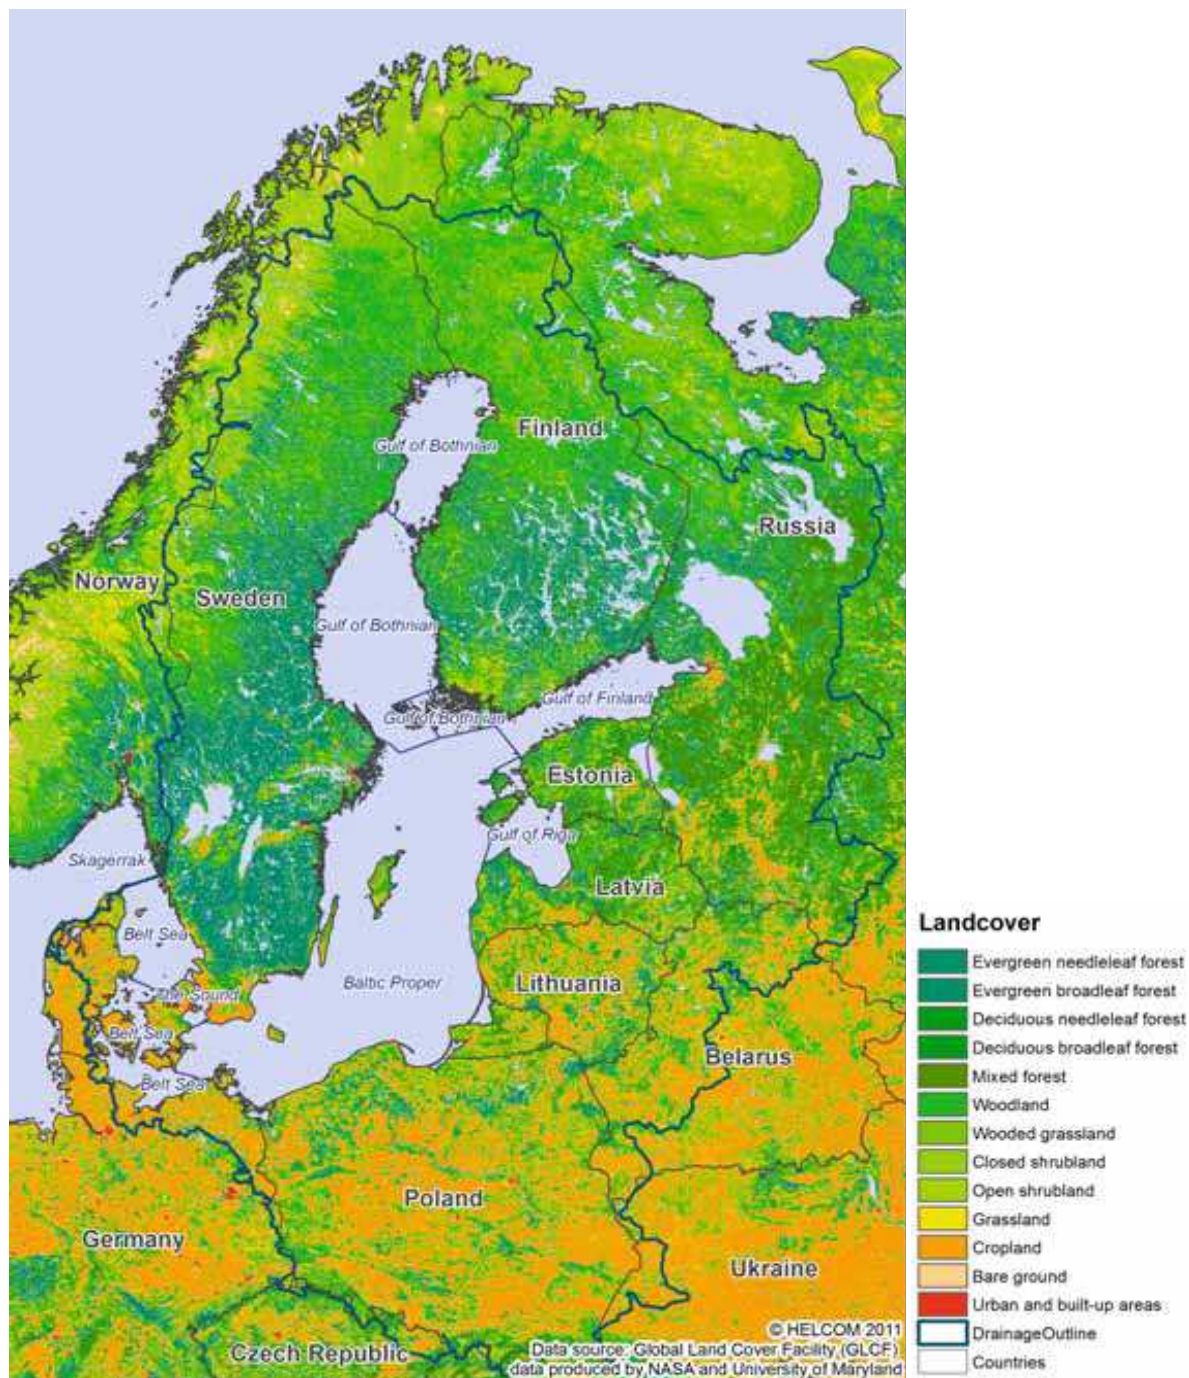 Finland
Gulf of Bothnian
Russia
Norway
Sweden
Gulf of Bothnian
Gulf of Finland
Gulf of Bothnian
Estonia
Gulf of Riga
Skagerrak
Latvia
Belt Sea
Baltic Proper
Lithuania
The Sound
Belt Sea
Belarus
Belt Sea
Poland
Germany
Ukraine
Czech Republic
© HELCOM 2011
Data source: Global Land Cover Facility (GLCF)
data produced by NASA and University of Maryland
Landcover
Evergreen needleleaf forest
Evergreen broadleaf forest
Deciduous needleleaf forest
Deciduous broadleaf forest
Mixed forest
Woodland
Wooded grassland
Closed shrubland
Open shrubland
Grassland
Cropland
Bare ground
Urban and built-up areas
DrainageOutline
Countries